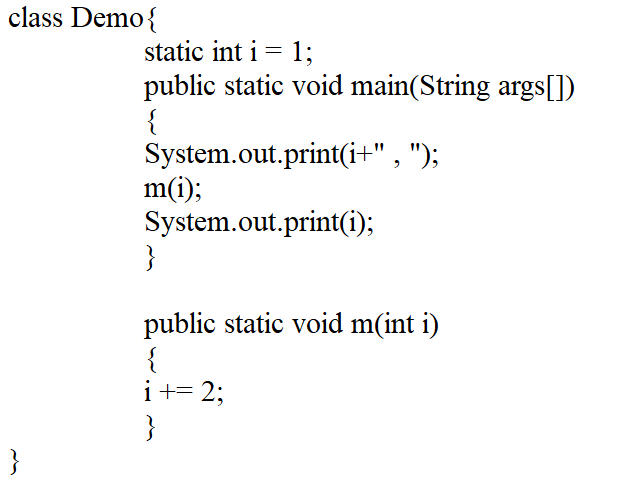 class Demo{
static int i = 1;
public static void main(String args[])
{
System.out.print(i+" , ");
m(i);
System.out.print(i);
}
public static void m(int i)
{
i += 2;
}
}